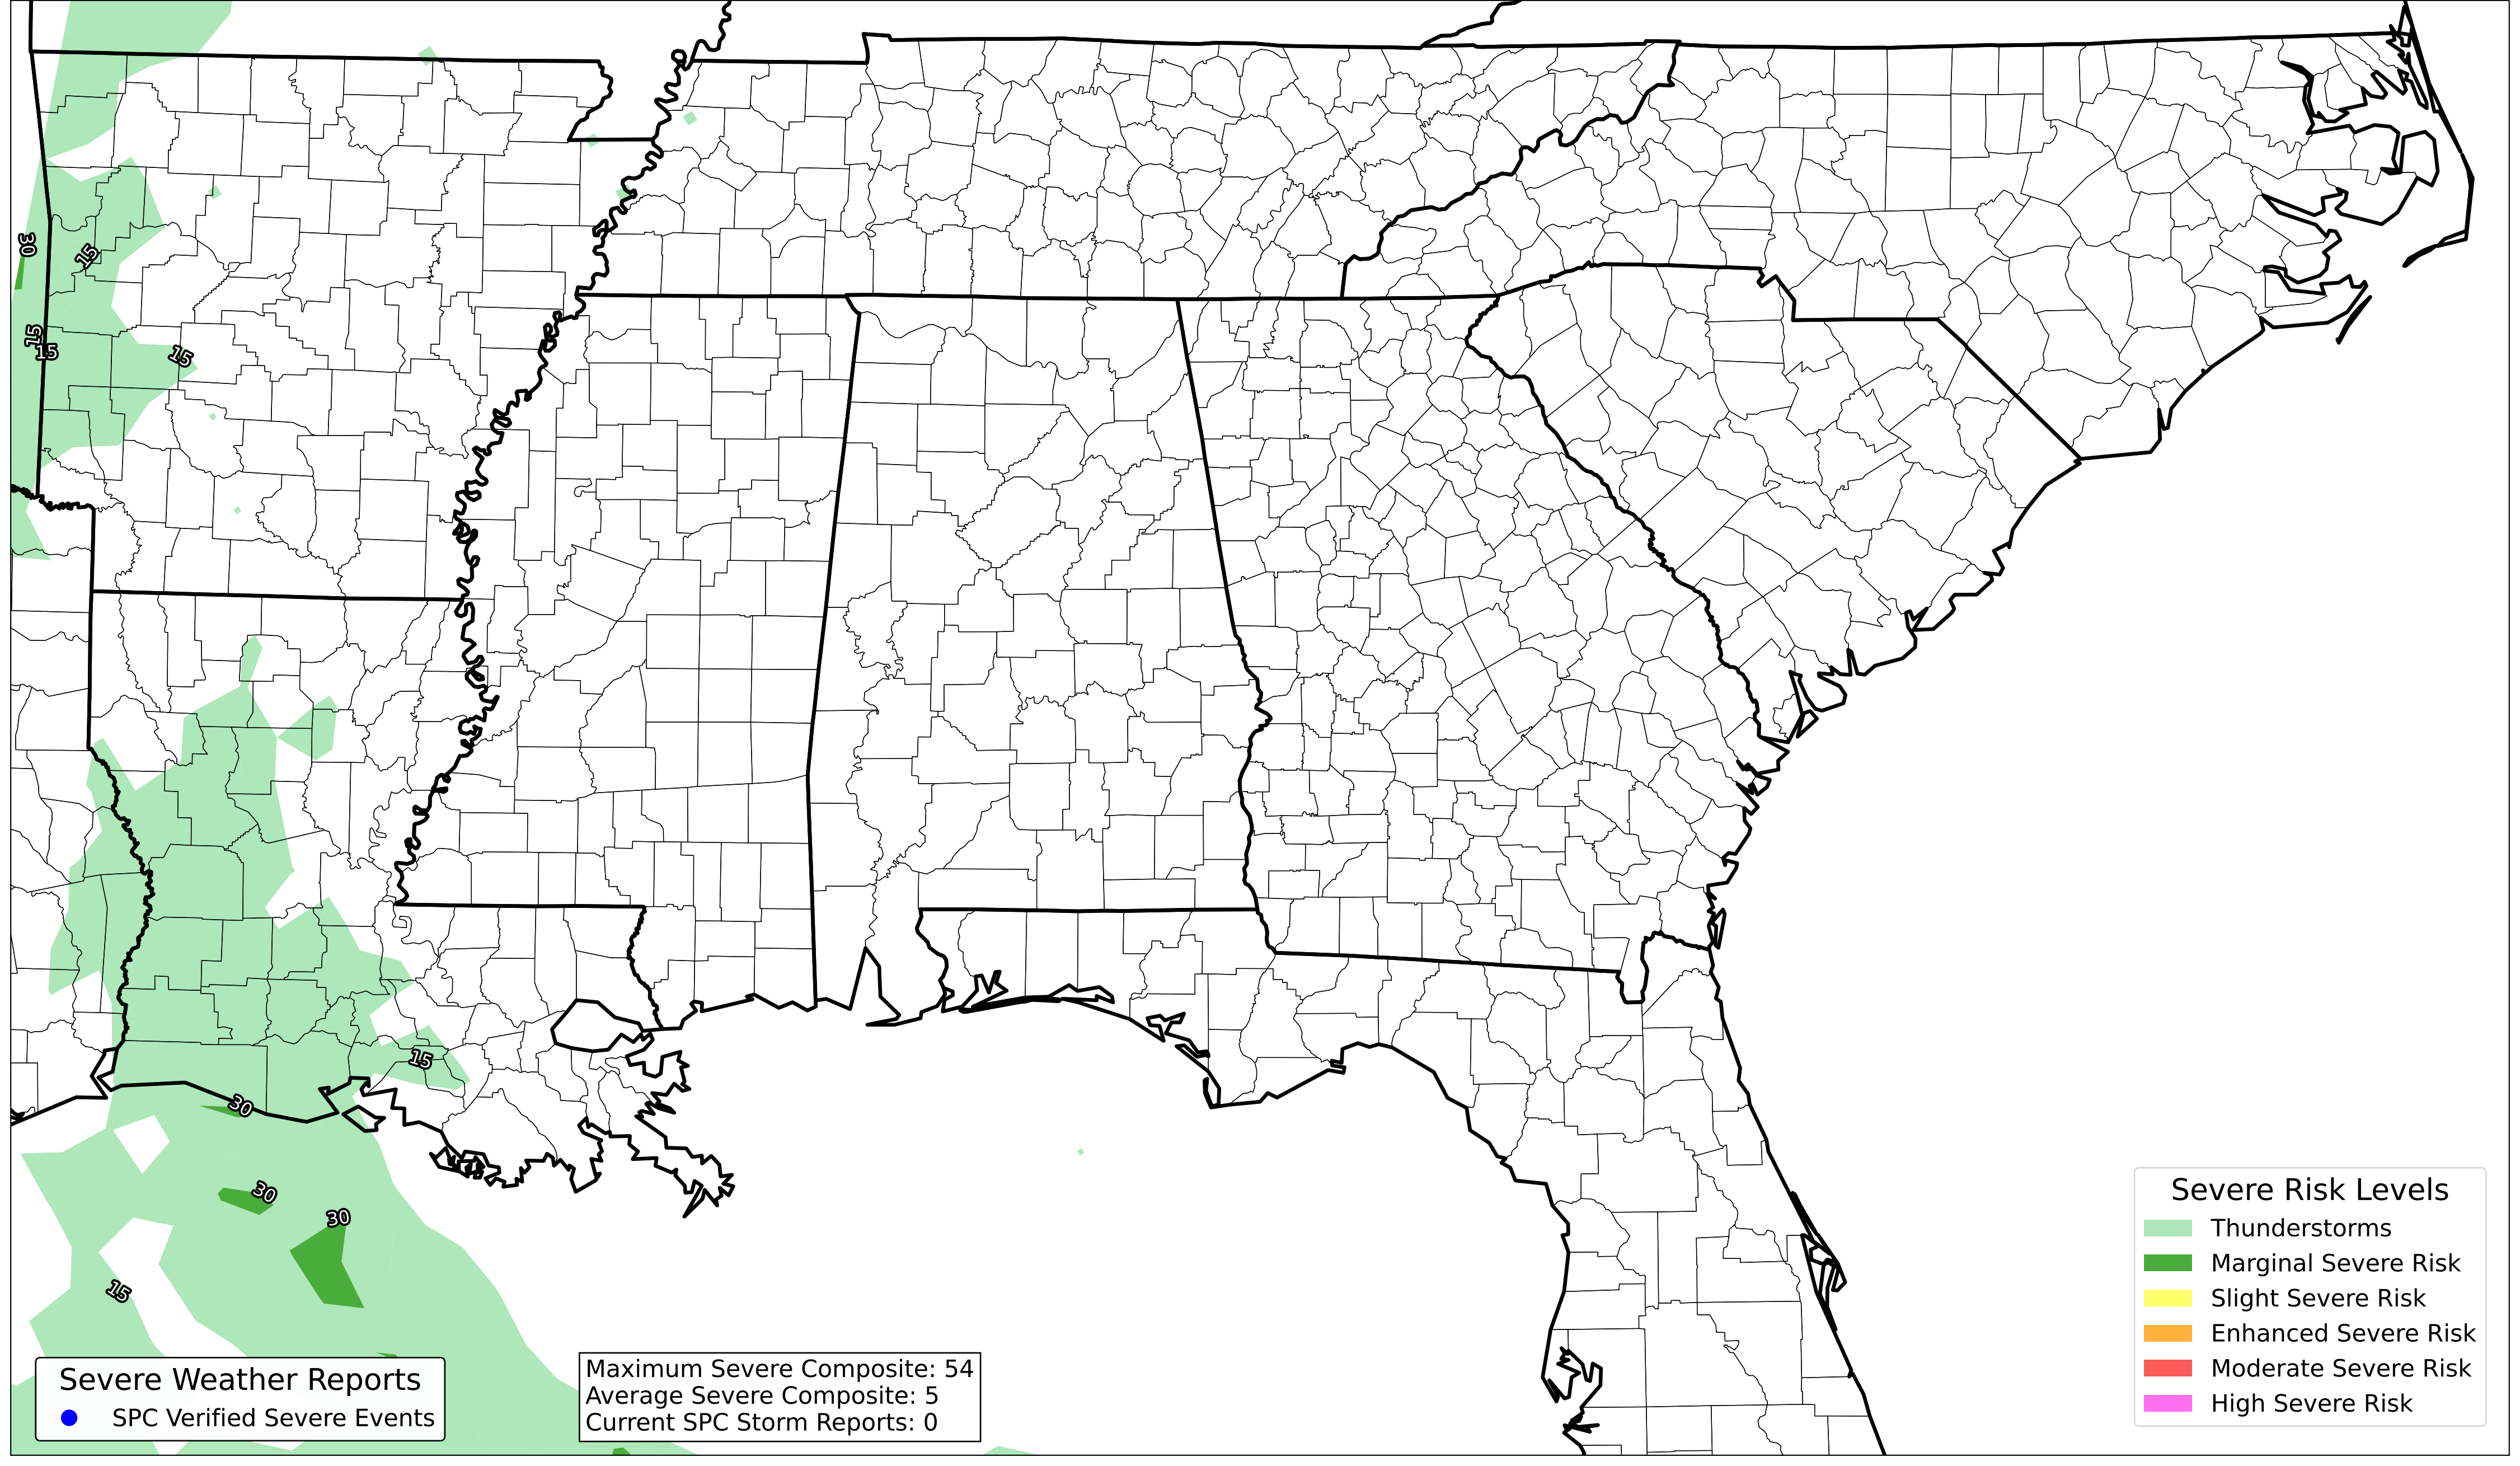 30
15
15
15
15
15
30
30
30
15
Severe Weather Reports
SPC Verified Severe Events
Maximum Severe Composite: 54
Average Severe Composite: 5
Current SPC Storm Reports: 0
Severe Risk Levels
Thunderstorms
Marginal Severe Risk
Slight Severe Risk
Enhanced Severe Risk
Moderate Severe Risk
High Severe Risk